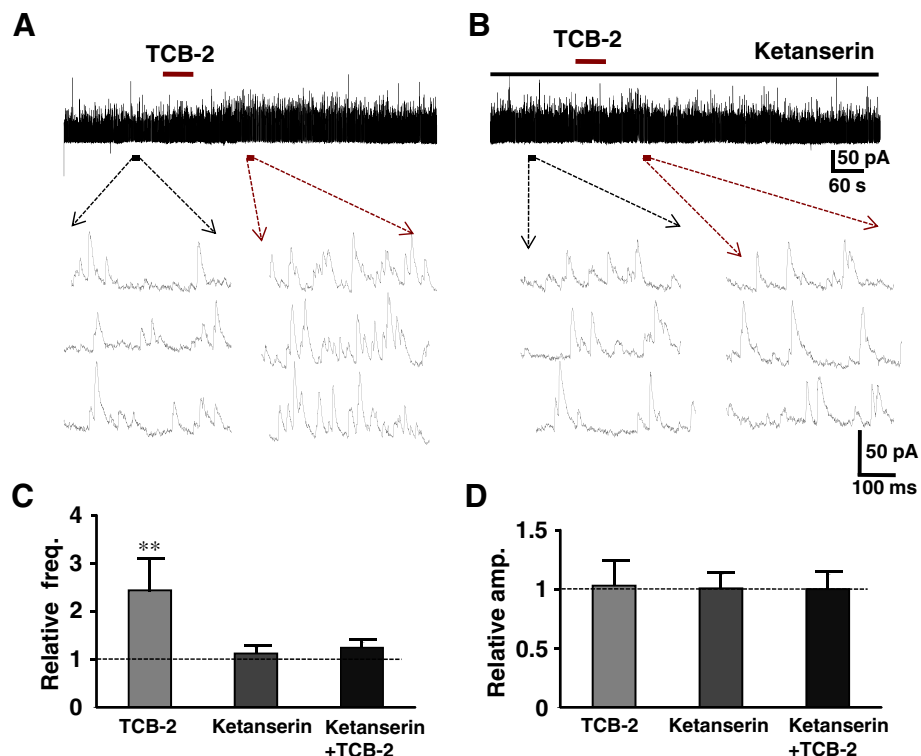 A
TCB-2
B
TCB-2
Ketanserin
50 pA
60 s
50 pA
100 ms
C
4
3
2
1
0
Relative freq.
**
TCB-2
Ketanserin
Ketanserin
+TCB-2
D
1.5
1
0.5
0
Relative amp.
TCB-2
Ketanserin
Ketanserin
+TCB-2